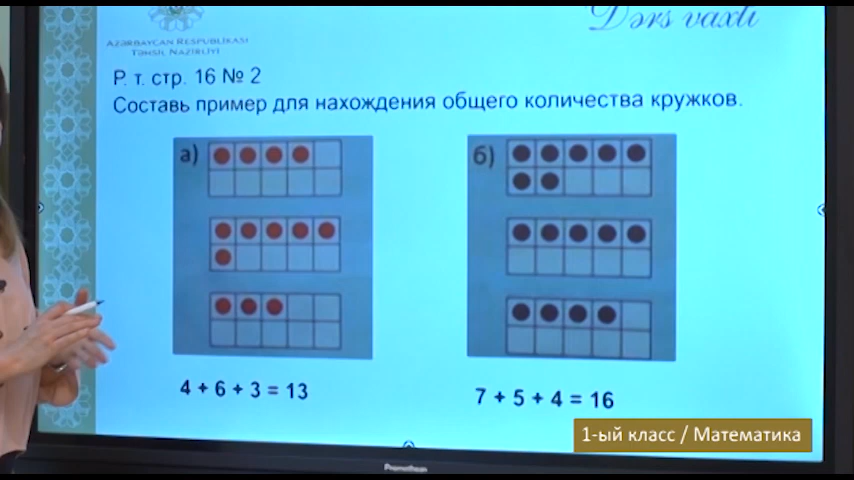 Dərs vaxtı
AZƏRBAYCAN RESPUBLİKASI
TƏHSİL NAZİRLİYİ
Р. т. стр. 16 № 2
Составь пример для нахождения общего количества кружков.
а)
б)
4 + 6 + 3 = 13
7 + 5 + 4 = 16
1-ый класс / Математика
Promethean